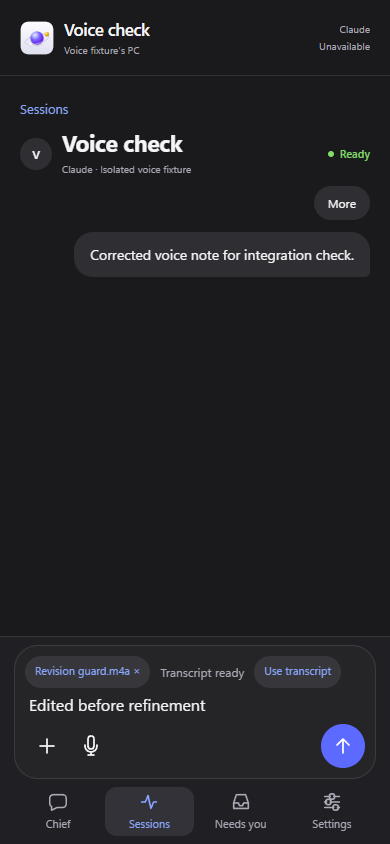 Voice check
Voice fixture's PC
Claude
Unavailable
Sessions
V
Voice check
Claude · Isolated voice fixture
Ready
More
Corrected voice note for integration check.
Revision guard.m4a ×
Transcript ready
Use transcript
Edited before refinement
Chief
Sessions
Needs you
Settings